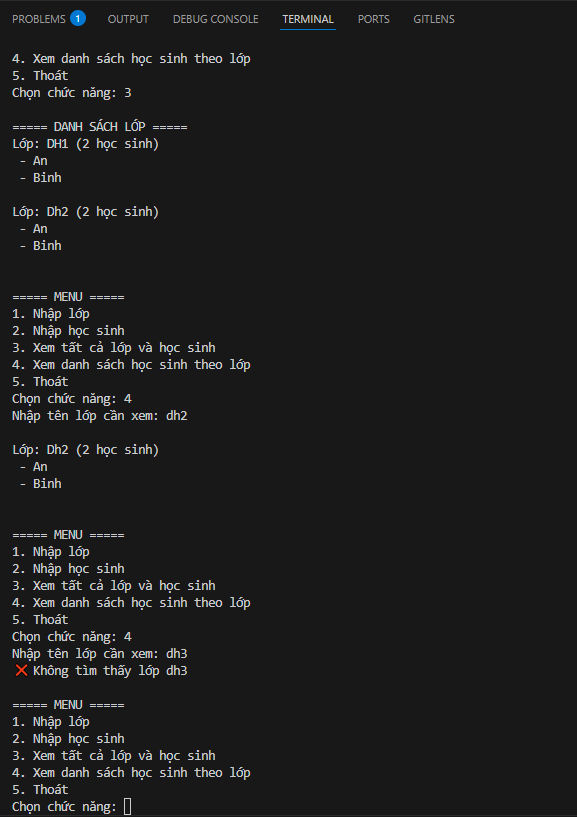 PROBLEMS 1 OUTPUT DEBUG CONSOLE TERMINAL PORTS GITLENS
4. Xem danh sách học sinh theo lớp
5. Thoát
Chọn chức năng: 3
===== DANH SÁCH LỚP =====
Lớp: DH1 (2 học sinh)
- An
- Binh
Lớp: Dh2 (2 học sinh)
- An
- Binh
===== MENU =====
1. Nhập lớp
2. Nhập học sinh
3. Xem tất cả lớp và học sinh
4. Xem danh sách học sinh theo lớp
5. Thoát
Chọn chức năng: 4
Nhập tên lớp cần xem: dh2
Lớp: Dh2 (2 học sinh)
- An
- Binh
===== MENU =====
1. Nhập lớp
2. Nhập học sinh
3. Xem tất cả lớp và học sinh
4. Xem danh sách học sinh theo lớp
5. Thoát
Chọn chức năng: 4
Nhập tên lớp cần xem: dh3
❌ Không tìm thấy lớp dh3
===== MENU =====
1. Nhập lớp
2. Nhập học sinh
3. Xem tất cả lớp và học sinh
4. Xem danh sách học sinh theo lớp
5. Thoát
Chọn chức năng: